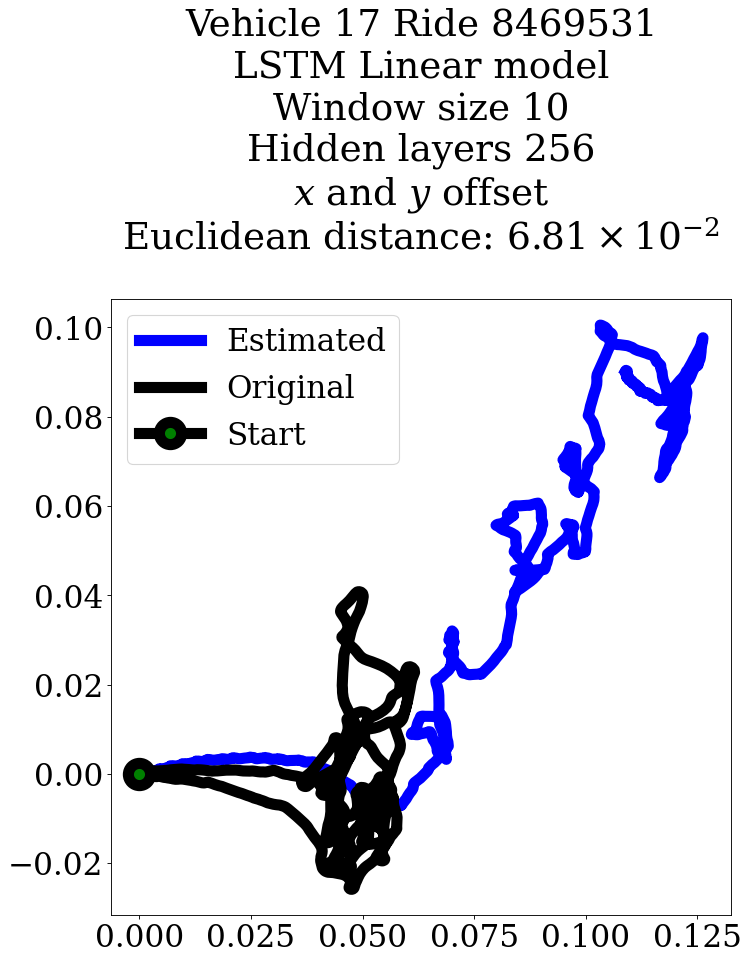 Vehicle 17 Ride 8469531
LSTM Linear model
Window size 10
Hidden layers 256
x and y offset
Euclidean distance: 6.81 × 10⁻²
Estimated
Original
Start
0.10
0.08
0.06
0.04
0.02
0.00
−0.02
0.000 0.025 0.050 0.075 0.100 0.125